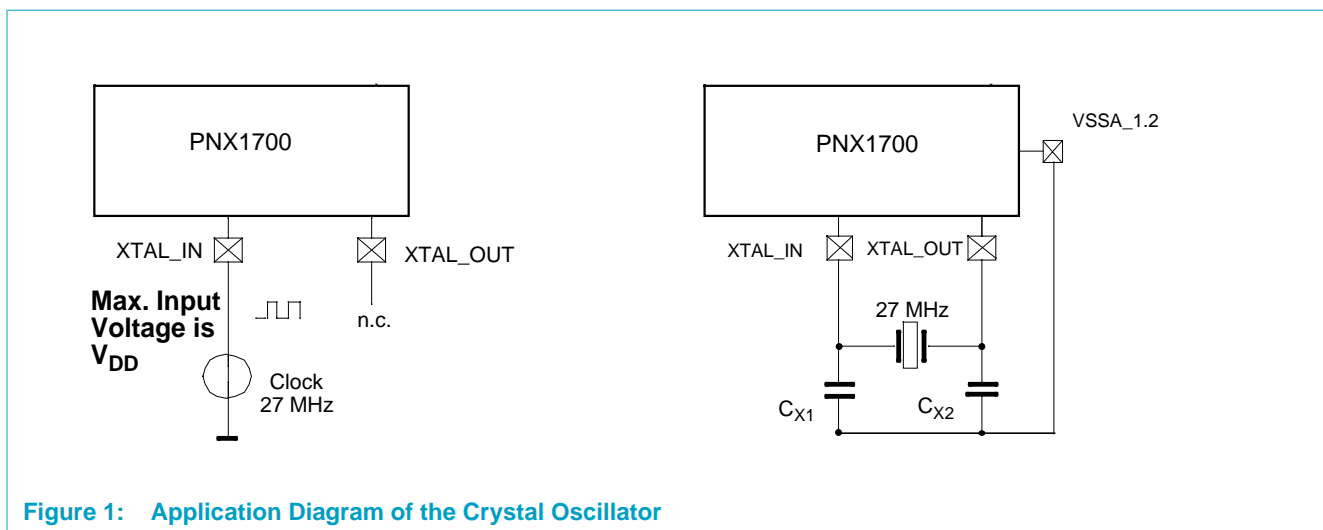 PNX1700
XTAL_IN
XTAL_OUT
Max. Input
Voltage is
VDD
n.c.
Clock
27 MHz
PNX1700
VSSA_1.2
XTAL_IN
XTAL_OUT
27 MHz
CX1
CX2
Figure 1: Application Diagram of the Crystal Oscillator